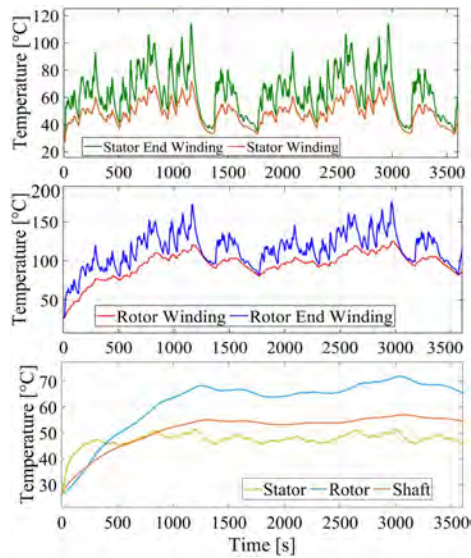 120
100
80
60
40
20
Temperature [°C]
Stator End Winding Stator Winding
0 500 1000 1500 2000 2500 3000 3500
200
150
100
50
Temperature [°C]
Rotor Winding Rotor End Winding
0 500 1000 1500 2000 2500 3000 3500
70
60
50
40
30
Temperature [°C]
Stator Rotor Shaft
0 500 1000 1500 2000 2500 3000 3500
Time [s]